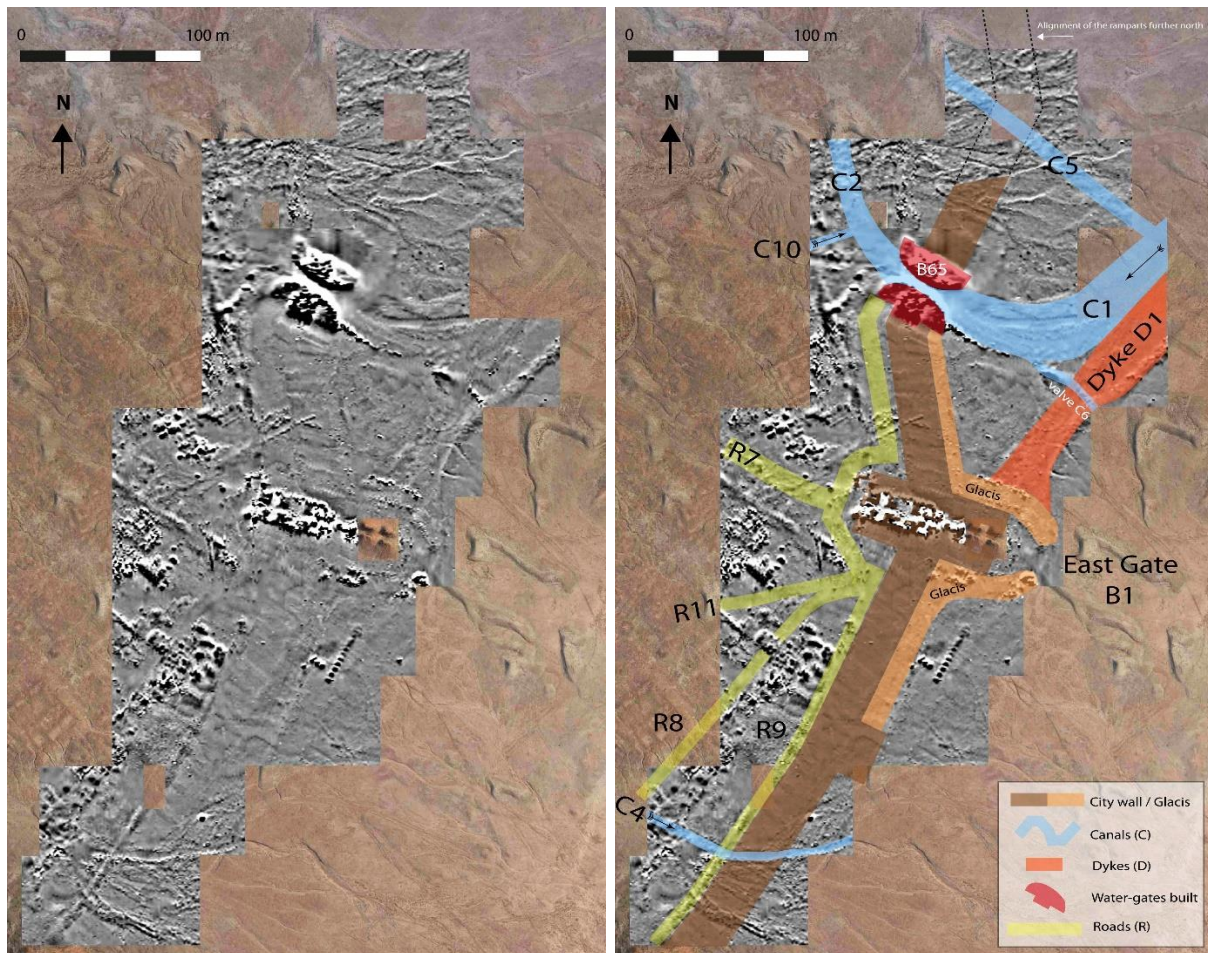 0
100 m
N
0
100 m
Alignment of the ramparts further north
N
C5
C2
C10
B65
C1
Dyke D1
valve C6
R7
Glacis
East Gate
B1
Glacis
R11
R8
R9
C4
City wall / Glacis
Canals (C)
Dykes (D)
Water-gates built
Roads (R)